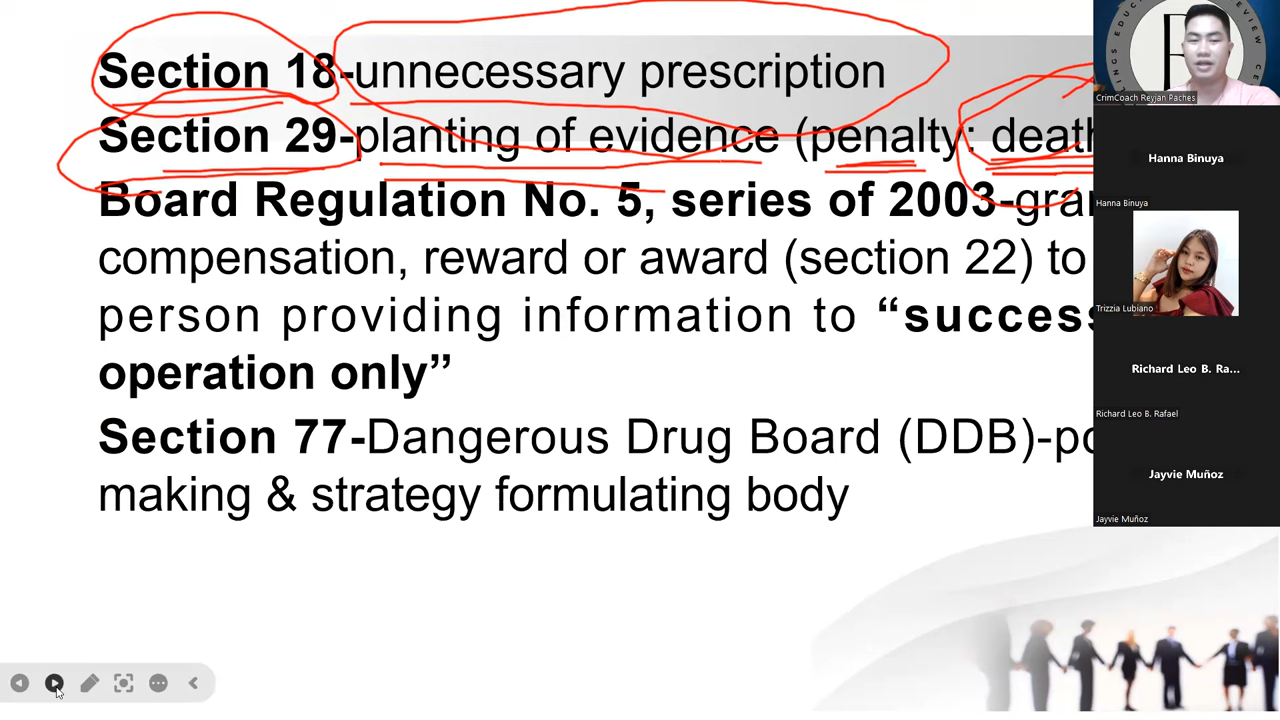 Section 18-unnecessary prescription
Section 29-planting of evidence (penalty: death
Board Regulation No. 5, series of 2003
compensation, reward or award (section 22) to
person providing information to
operation only”
Section 77-Dangerous Drug Board (DDB)
making & strategy formulating body
CrimCoach Reyjan Paches
Hanna Binuya
Hanna Binuya
Trizzia Lubiano
Richard Leo B. Ra...
Richard Leo B. Rafael
Jayvie Muñoz
Jayvie Muñoz